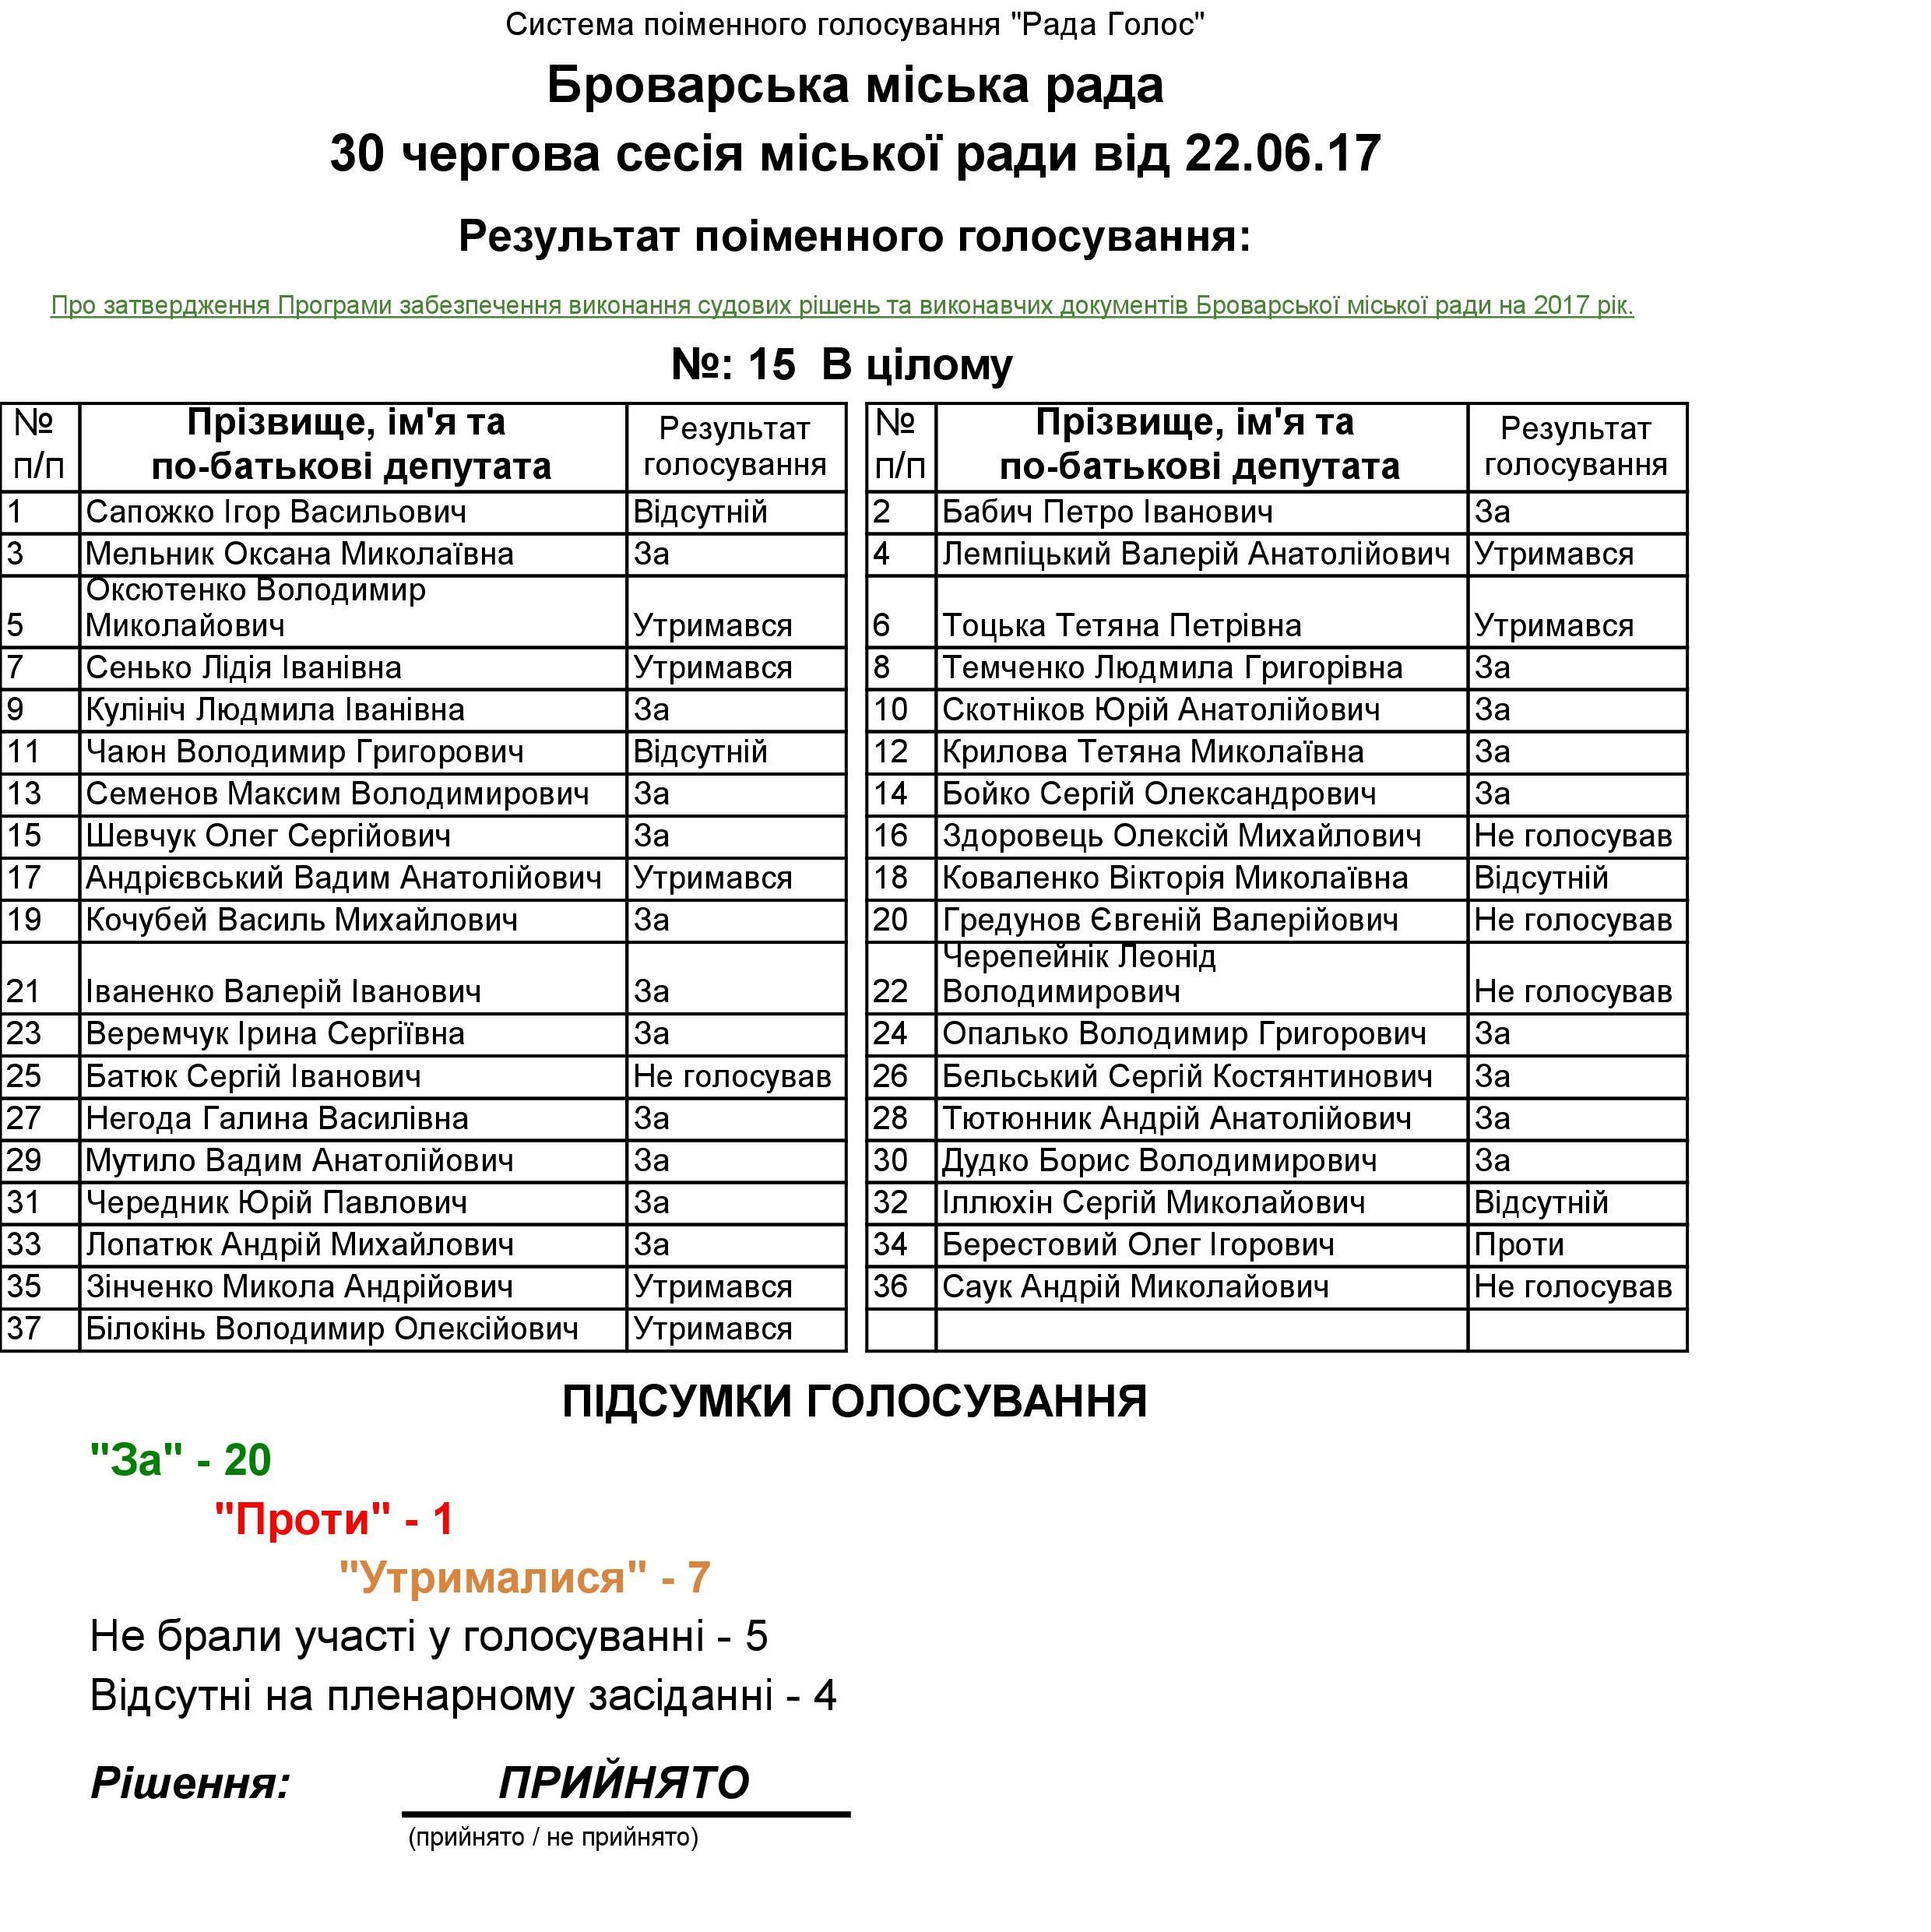 Система поіменного голосування "Рада Голос"
Броварська міська рада
30 чергова сесія міської ради від 22.06.17
Результат поіменного голосування:
Про затвердження Програми забезпечення виконання судових рішень та виконавчих документів Броварської міської ради на 2017 рік.
№: 15 В цілому
№ п/п Прізвище, ім'я та по-батькові депутата Результат голосування № п/п Прізвище, ім'я та по-батькові депутата Результат голосування
1 Сапожко Ігор Васильович Відсутній 2 Бабич Петро Іванович За
3 Мельник Оксана Миколаївна За 4 Лемпіцький Валерій Анатолійович Утримався
5 Оксютенко Володимир Миколайович Утримався 6 Тоцька Тетяна Петрівна Утримався
7 Сенько Лідія Іванівна Утримався 8 Темченко Людмила Григорівна За
9 Кулініч Людмила Іванівна За 10 Скотніков Юрій Анатолійович За
11 Чаюн Володимир Григорович Відсутній 12 Крилова Тетяна Миколаївна За
13 Семенов Максим Володимирович За 14 Бойко Сергій Олександрович За
15 Шевчук Олег Сергійович За 16 Здоровець Олексій Михайлович Не голосував
17 Андрієвський Вадим Анатолійович Утримався 18 Коваленко Вікторія Миколаївна Відсутній
19 Кочубей Василь Михайлович За 20 Гредунов Євгеній Валерійович Не голосував
21 Іваненко Валерій Іванович За 22 Черепейнік Леонід Володимирович Не голосував
23 Веремчук Ірина Сергіївна За 24 Опалько Володимир Григорович За
25 Батюк Сергій Іванович Не голосував 26 Бельський Сергій Костянтинович За
27 Негода Галина Василівна За 28 Тютюнник Андрій Анатолійович За
29 Мутило Вадим Анатолійович За 30 Дудко Борис Володимирович За
31 Чередник Юрій Павлович За 32 Іллюхін Сергій Миколайович Відсутній
33 Лопатюк Андрій Михайлович За 34 Берестовий Олег Ігорович Проти
35 Зінченко Микола Андрійович Утримався 36 Саук Андрій Миколайович Не голосував
37 Білокінь Володимир Олексійович Утримався
ПІДСУМКИ ГОЛОСУВАННЯ
"За" - 20
"Проти" - 1
"Утрималися" - 7
Не брали участі у голосуванні - 5
Відсутні на пленарному засіданні - 4
Рішення: ПРИЙНЯТО
(прийнято / не прийнято)